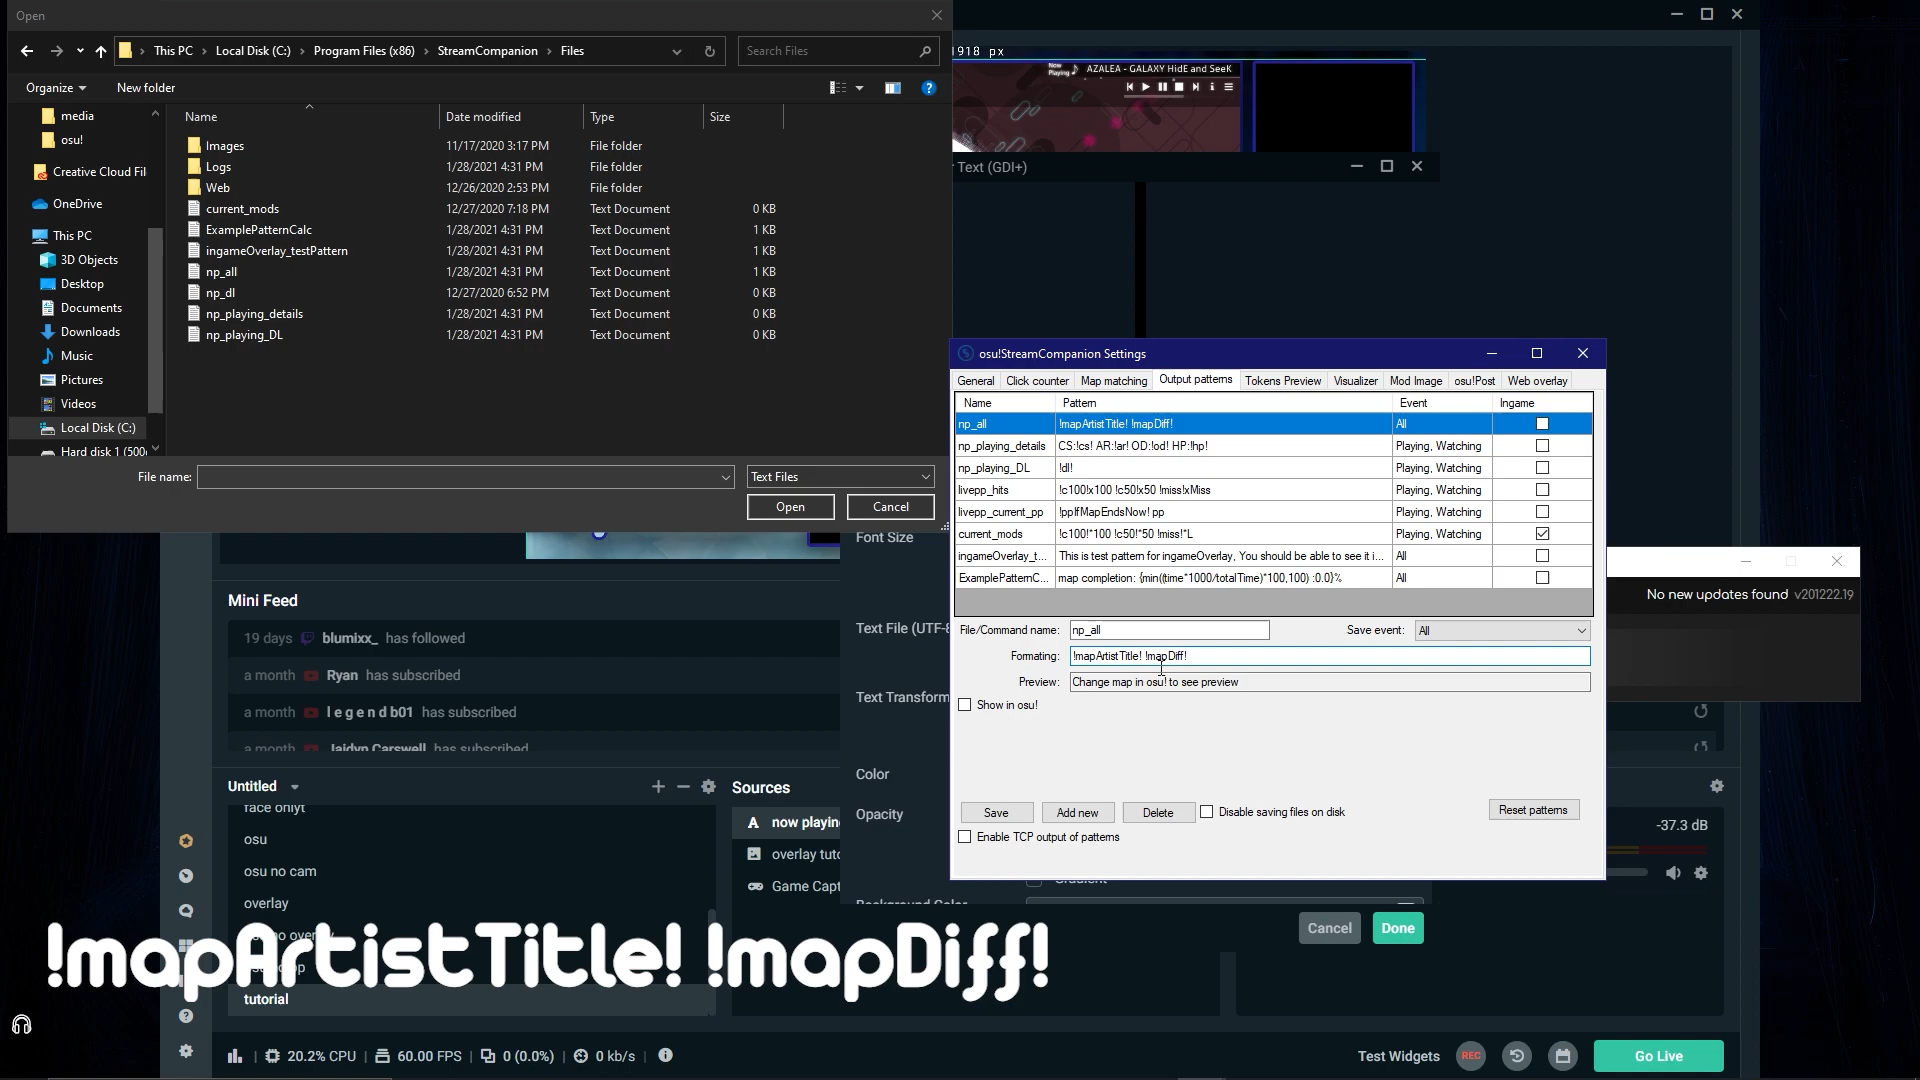 Open
This PC
Local Disk (C:)
Program Files (x86)
StreamCompanion
Files
Search Files
Organize
New folder
Name
Date modified
Type
Size
media
osu!
Creative Cloud Fil
OneDrive
This PC
3D Objects
Desktop
Documents
Downloads
Music
Pictures
Videos
Local Disk (C:)
Hard disk 1 (500
Images 11/17/2020 3:17 PM File folder
Logs 1/28/2021 4:31 PM File folder
Web 12/26/2020 2:53 PM File folder
current_mods 12/27/2020 7:18 PM Text Document 0 KB
ExamplePatternCalc 1/28/2021 4:31 PM Text Document 1 KB
ingameOverlay_testPattern 1/28/2021 4:31 PM Text Document 1 KB
np_all 1/28/2021 4:31 PM Text Document 1 KB
np_dl 12/27/2020 6:52 PM Text Document 0 KB
np_playing_details 1/28/2021 4:31 PM Text Document 0 KB
np_playing_DL 1/28/2021 4:31 PM Text Document 0 KB
File name:
Text Files
Open
Cancel
1918 px
Now
Playing
AZALEA - GALAXY HidE and SeeK
Text (GDI+)
osu!StreamCompanion Settings
General
Click counter
Map matching
Output patterns
Tokens Preview
Visualizer
Mod Image
osu!Post
Web overlay
Name Pattern Event Ingame
np_all !mapArtistTitle! !mapDiff! All
np_playing_details CS:!cs! AR:!ar! OD:!od! HP:!hp! Playing, Watching
np_playing_DL !dl! Playing, Watching
livepp_hits !c100!x100 !c50!x50 !miss!xMiss Playing, Watching
livepp_current_pp !ppIfMapEndsNow! pp Playing, Watching
current_mods !c100!*100 !c50!*50 !miss!*L Playing, Watching
ingameOverlay_t... This is test pattern for ingameOverlay, You should be able to see it i... All
ExamplePatternC... map completion: {min((time*1000/totalTime)*100,100) :0.0}% All
File/Command name: np_all
Save event: All
Formating: !mapArtistTitle! !mapDiff!
Preview: Change map in osu! to see preview
Show in osu!
Save
Add new
Delete
Disable saving files on disk
Reset patterns
Enable TCP output of patterns
No new updates found v201222.19
Font Size
Text File (UTF-8
Text Transform
Color
Opacity
Gradient
Background Color
Cancel
Done
Mini Feed
19 days blumixx_ has followed
a month Ryan has subscribed
a month l e g e n d b01 has subscribed
a month Jaidyn Carswell has subscribed
Untitled
face onlyt
osu
osu no cam
overlay
tutorial
Sources
now playin
overlay tuto
Game Capt
-37.3 dB
!mapArtistTitle! !mapDiff!
20.2% CPU
60.00 FPS
0 (0.0%)
0 kb/s
Test Widgets
REC
Go Live